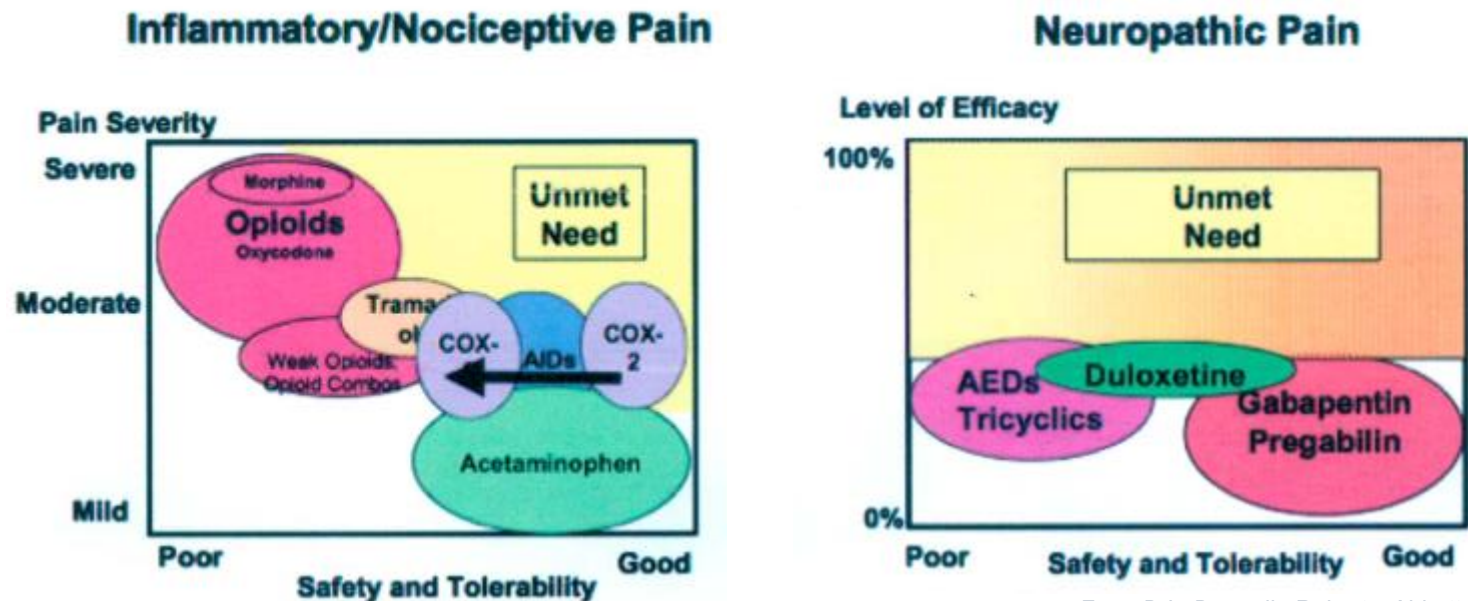 Inflammatory/Nociceptive Pain
Pain Severity
Severe
Moderate
Mild
Morphine
Opioids
Oxycodone
Unmet
Need
Trama
ol
Weak Opioids,
Opioid Combos
COX-
AIDs
COX-
2
Acetaminophen
Poor
Good
Safety and Tolerability
Neuropathic Pain
Level of Efficacy
100%
0%
Unmet
Need
AEDs
Tricyclics
Duloxetine
Gabapentin
Pregabilin
Poor
Safety and Tolerability
Good